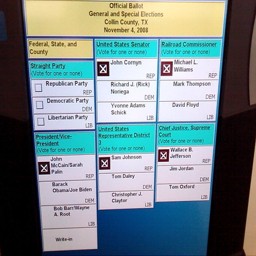 Official Ballot
General and Special Elections
Collin County, TX
November 4, 2008
Federal, State, and
County
Straight Party
(Vote for one or none)
Republican Party
REP
Democratic Party
DEM
Libertarian Party
LIB
President/Vice-
President
(Vote for one or none)
John
McCain/Sarah
Palin
REP
Barack
Obama/Joe Biden
DEM
Bob Barr/Wayne
A. Root
LIB
Write-in
United States Senator
(Vote for one or none)
John Cornyn
REP
Richard J. (Rick)
Noriega
DEM
Yvonne Adams
Schick
LIB
United States
Representative District
3
(Vote for one or none)
Sam Johnson
REP
Tom Daley
DEM
Christopher J.
Claytor
LIB
Railroad Commissioner
(Vote for one or none)
Michael L.
Williams
REP
Mark Thompson
DEM
David Floyd
LIB
Chief Justice, Supreme
Court
(Vote for one or none)
Wallace B.
Jefferson
REP
Jim Jordan
DEM
Tom Oxford
LIB